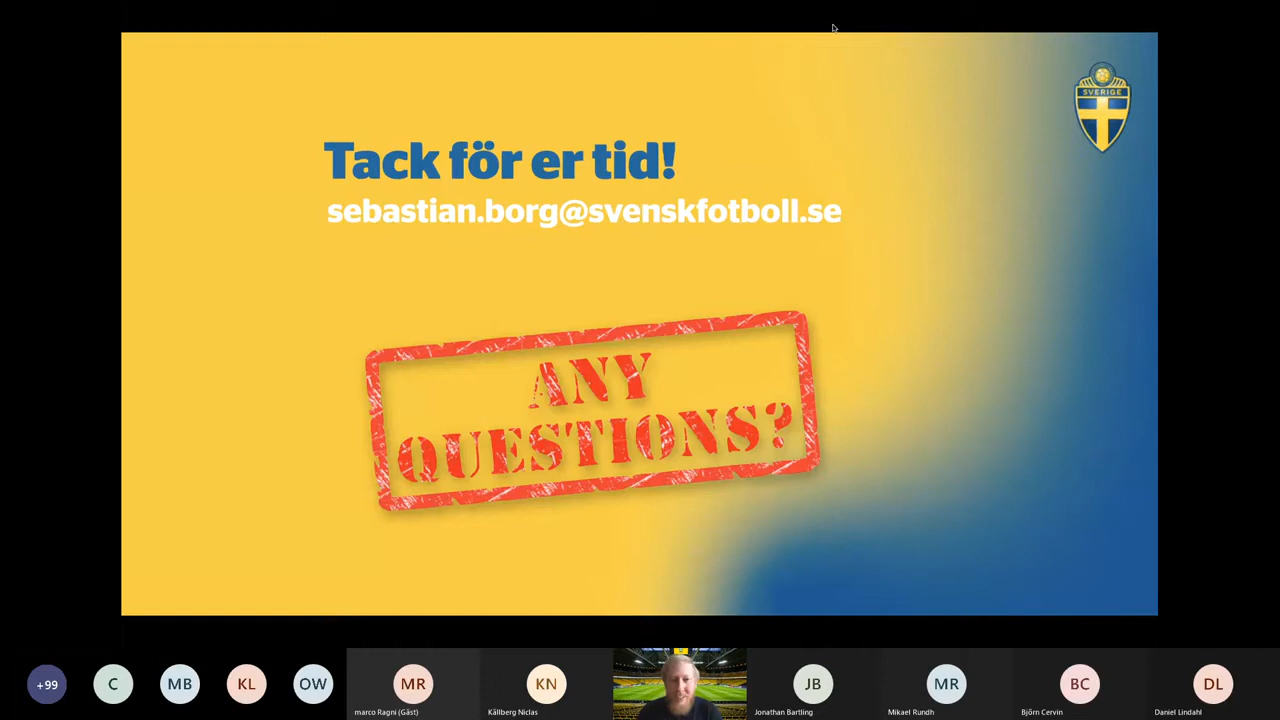 SVERIGE
Tack för er tid!
sebastian.borg@svenskfotboll.se
ANY
QUESTIONS?
+99
C
MB
KL
OW
MR
KN
JB
MR
BC
DL
marco Ragni (Gäst)
Källberg Niclas
Jonathan Bartling
Mikael Rundh
Björn Cervin
Daniel Lindahl